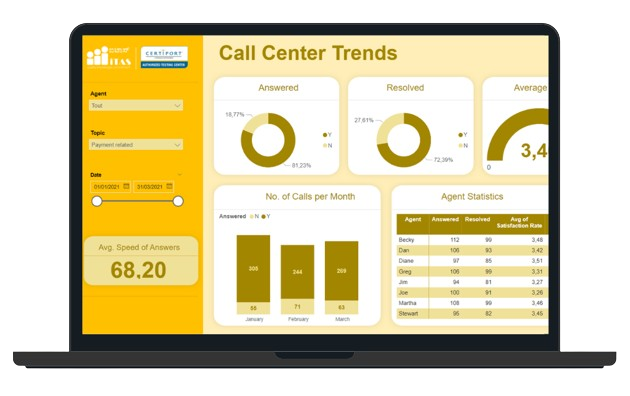 CERTIPORT
AUTHORIZED TESTING CENTER
Agent
Tout
Topic
Payment related
Date
01/01/2021 31/03/2021
Avg. Speed of Answers
68,20
Call Center Trends
Answered
18,77%
81,23%
Y
N
Resolved
27,61%
72,39%
Y
N
Average
3,4
0
No. of Calls per Month
Answered N Y
305 244 269
69 71 63
January February March
Agent Statistics
Agent Answered Resolved Avg of
Satisfaction Rate
Becky 112 99 3,48
Dan 106 93 3,42
Diane 97 85 3,51
Greg 106 99 3,31
Jim 94 81 3,27
Joe 100 91 3,26
Martha 108 99 3,46
Stewart 95 82 3,45